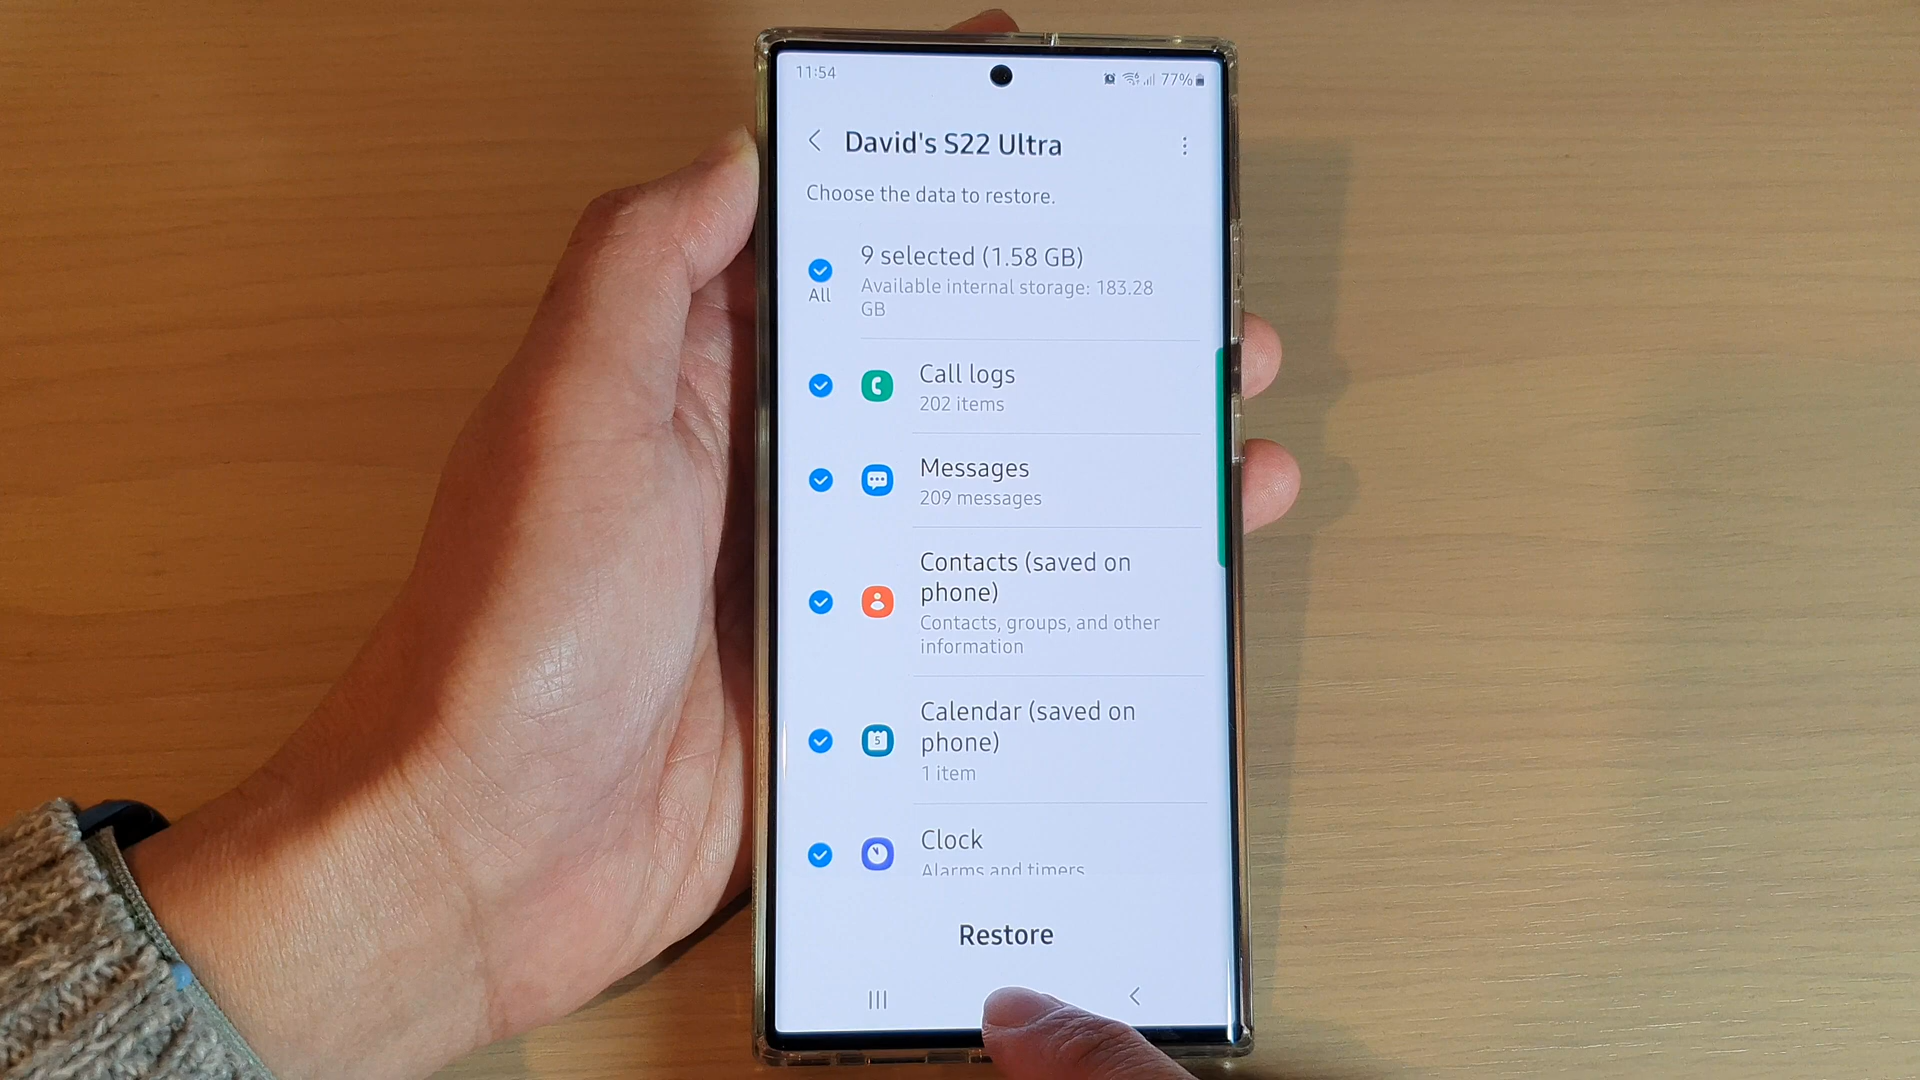 11:54
77%
David's S22 Ultra
Choose the data to restore.
9 selected (1.58 GB)
All
Available internal storage: 183.28
GB
Call logs
202 items
Messages
209 messages
Contacts (saved on
phone)
Contacts, groups, and other
information
Calendar (saved on
phone)
5
1 item
Clock
Alarms and timers
Restore